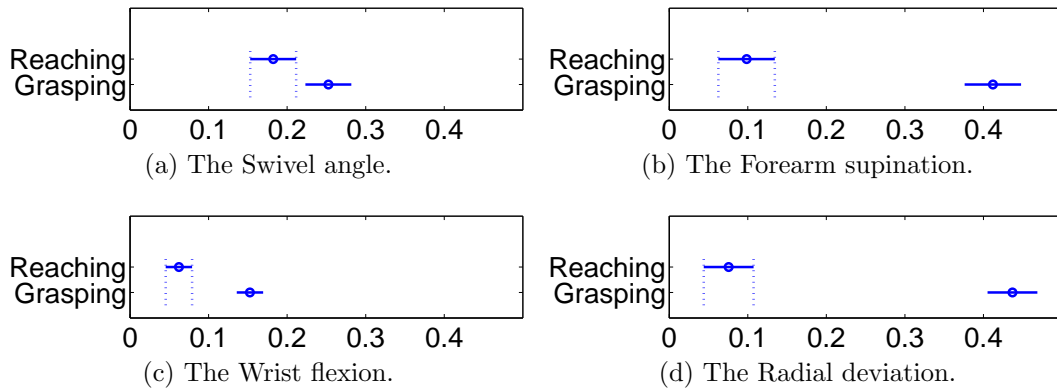 Reaching
Grasping
0 0.1 0.2 0.3 0.4
(a) The Swivel angle.
Reaching
Grasping
0 0.1 0.2 0.3 0.4
(b) The Forearm supination.
Reaching
Grasping
0 0.1 0.2 0.3 0.4
(c) The Wrist flexion.
Reaching
Grasping
0 0.1 0.2 0.3 0.4
(d) The Radial deviation.